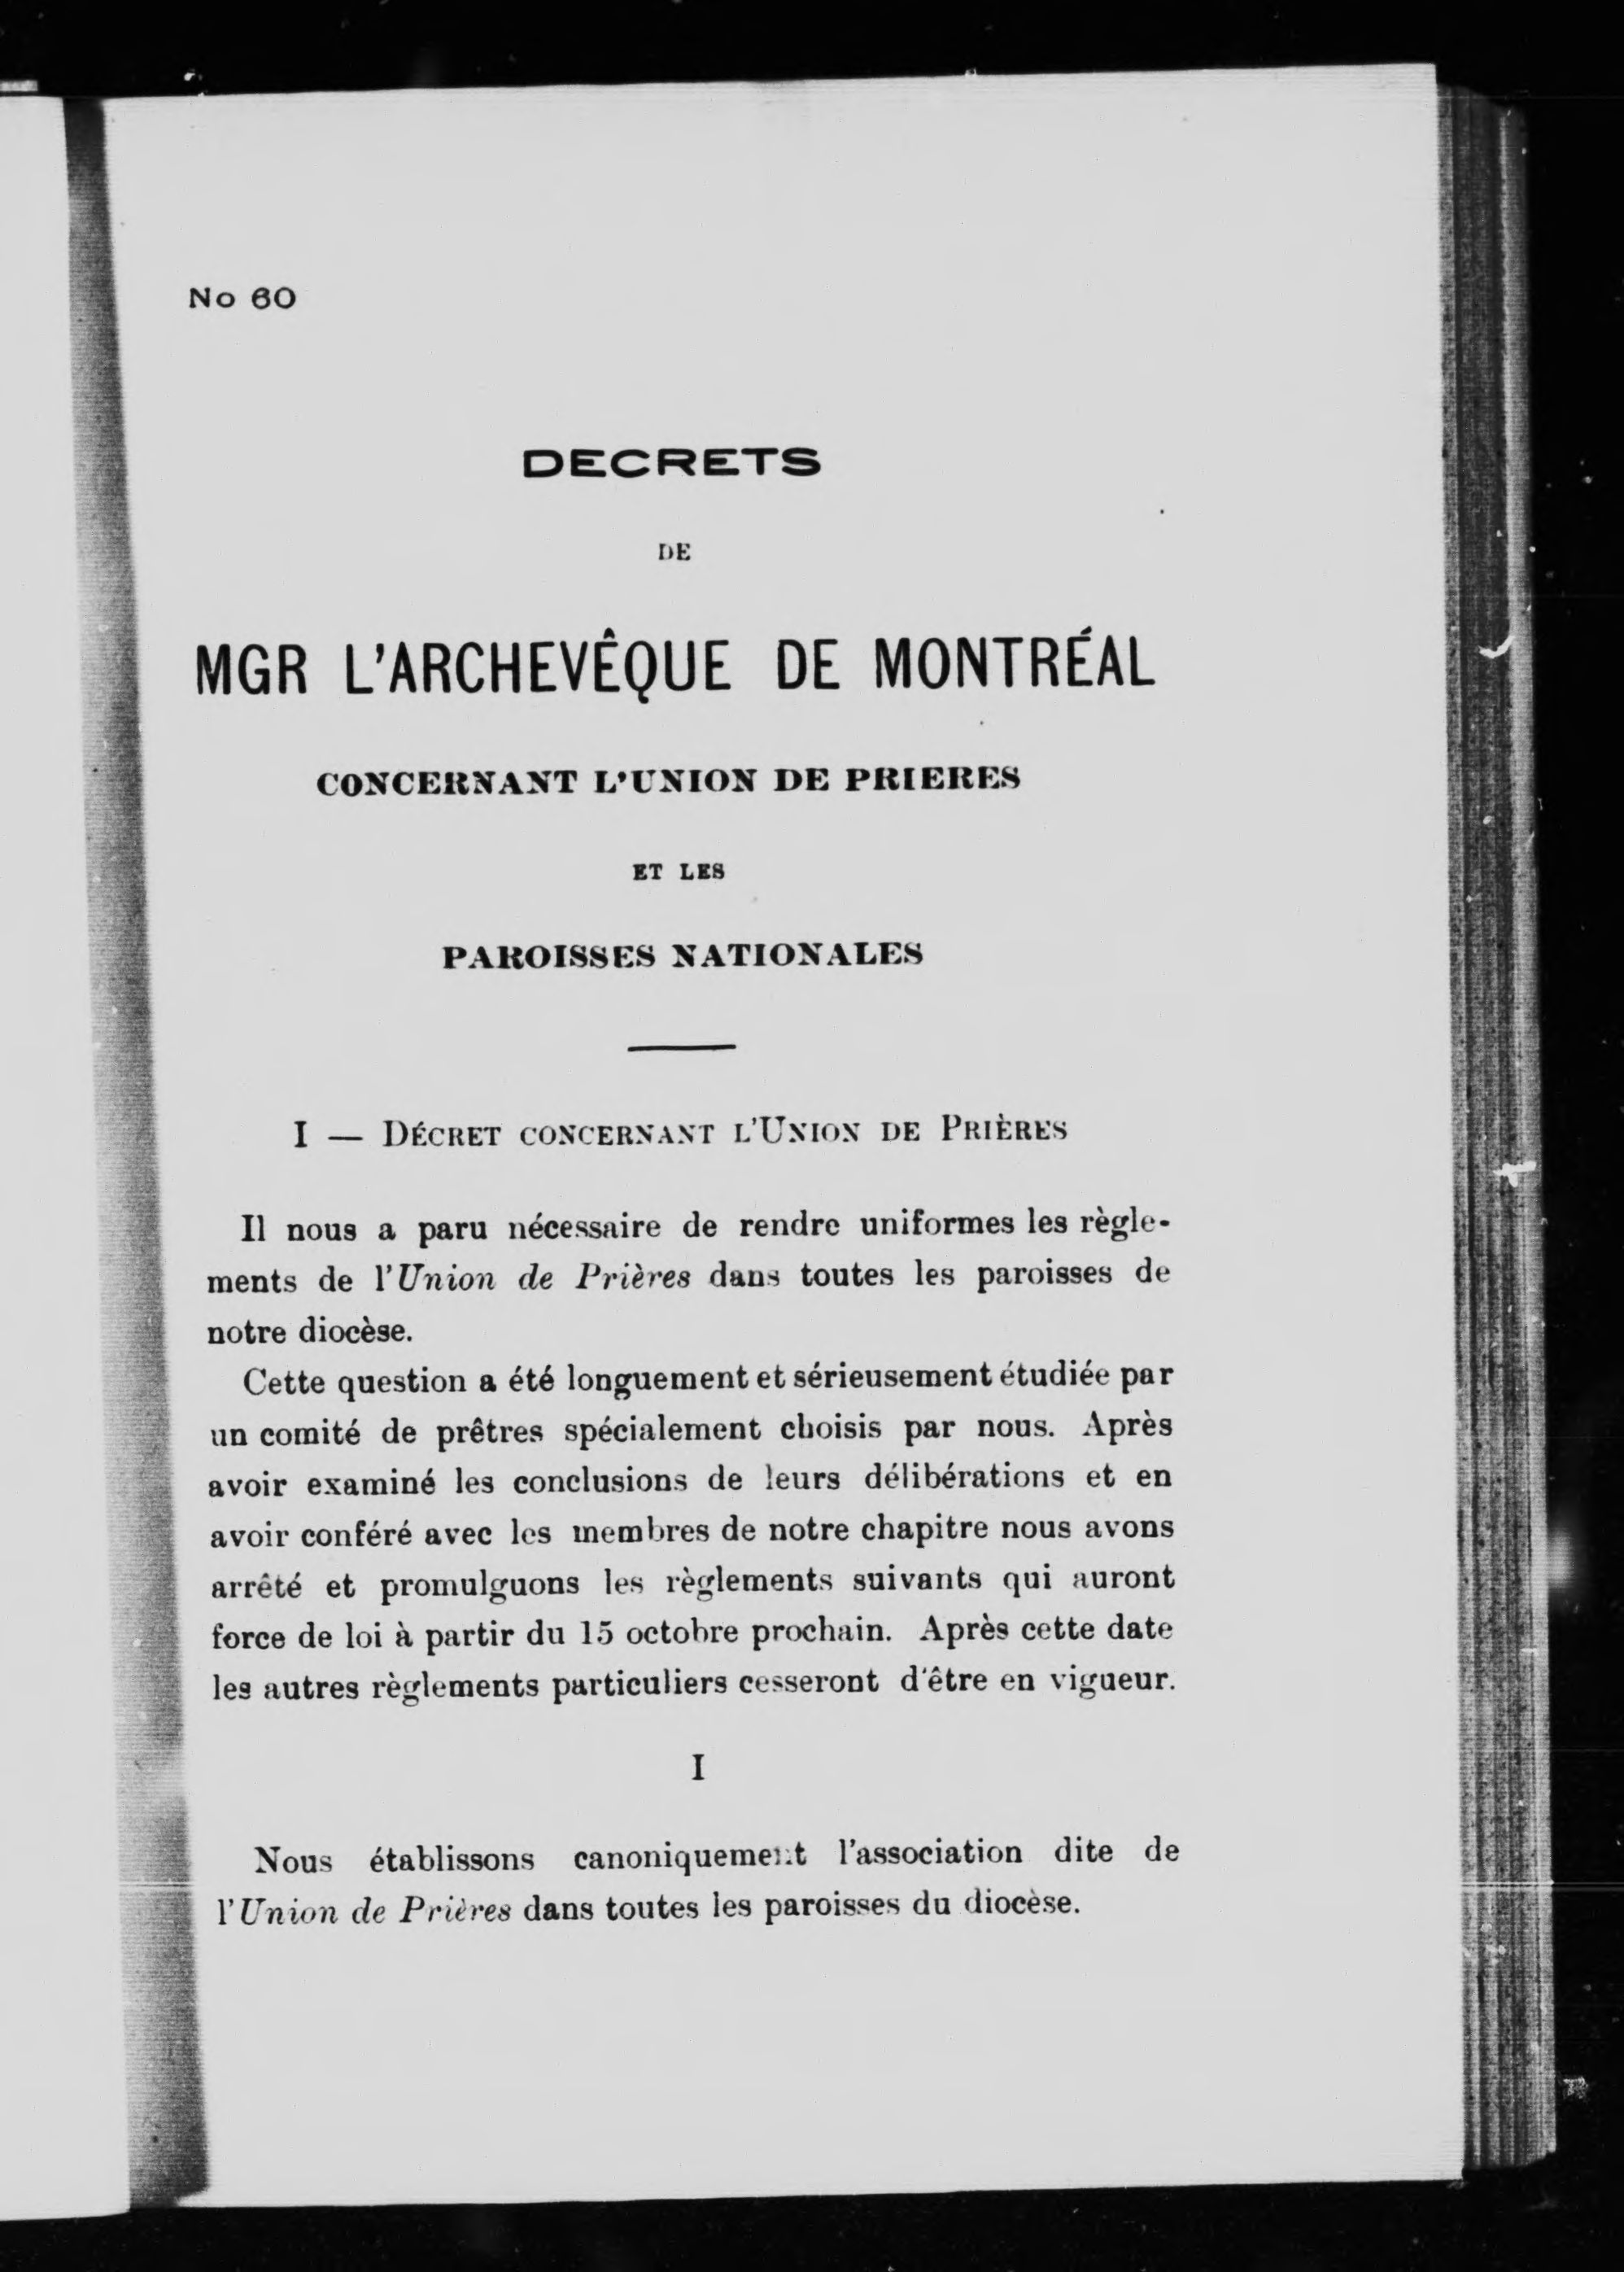 No 60
DECRETS
DE
MGR L'ARCHEVÊQUE DE MONTRÉAL
CONCERNANT L'UNION DE PRIERES
ET LES
PAROISSES NATIONALES
I — DÉCRET CONCERNANT L'UNION DE PRIÈRES
Il nous a paru nécessaire de rendre uniformes les règle-
ments de l'Union de Prières dans toutes les paroisses de
notre diocèse.
Cette question a été longuement et sérieusement étudiée par
un comité de prêtres spécialement choisis par nous. Après
avoir examiné les conclusions de leurs délibérations et en
avoir conféré avec les membres de notre chapitre nous avons
arrêté et promulguons les règlements suivants qui auront
force de loi à partir du 15 octobre prochain. Après cette date
les autres règlements particuliers cesseront d'être en vigueur.
I
Nous établissons canoniquement l'association dite de
l'Union de Prières dans toutes les paroisses du diocèse.